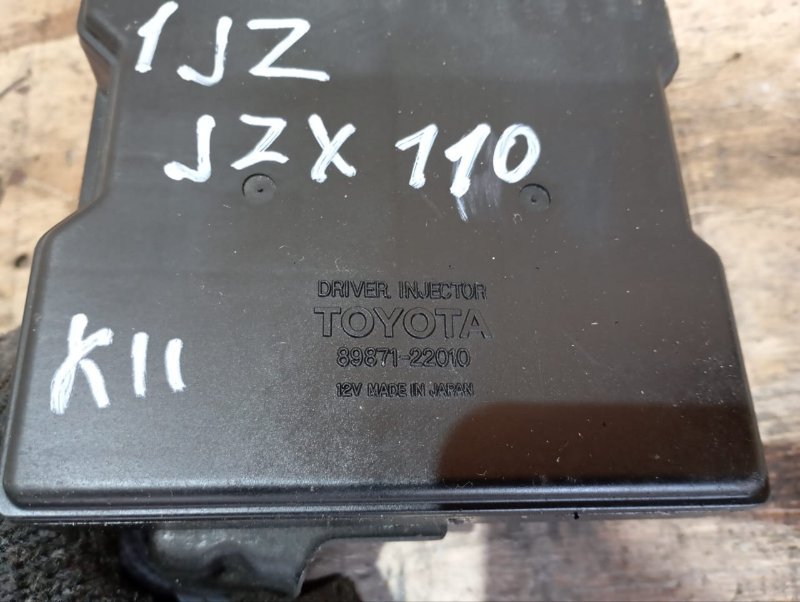 1JZ
JZX 110
DRIVER, INJECTOR
TOYOTA
89871-22010
12V MADE IN JAPAN
K11